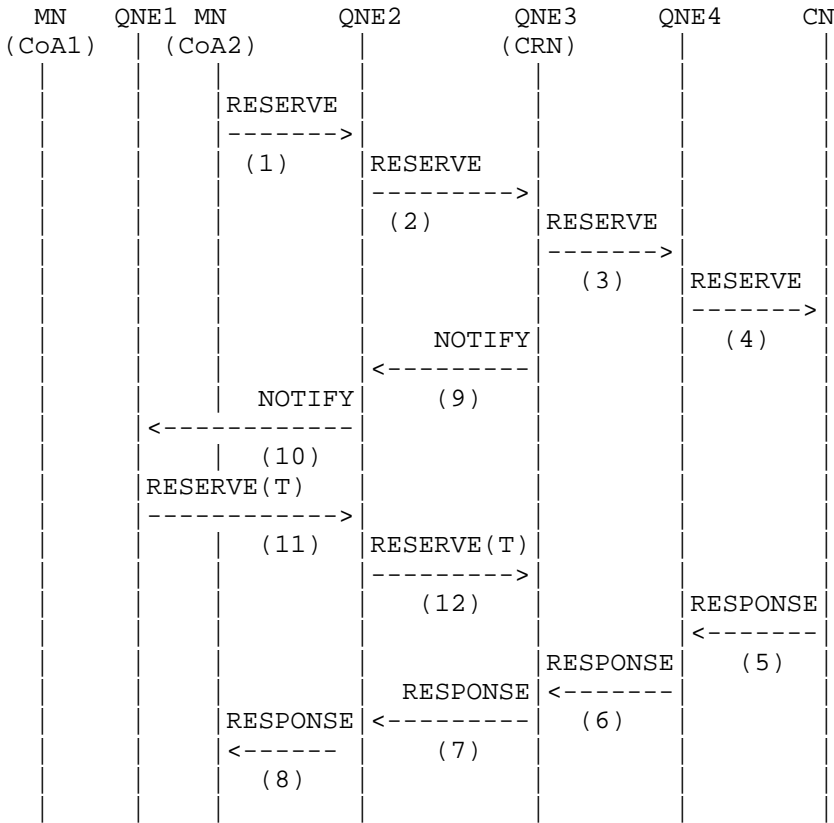 MN QNE1 MN QNE2 QNE3 QNE4 CN
(CoA1) (CoA2) (CRN)
RESERVE
(1) RESERVE
(2) RESERVE
(3) RESERVE
NOTIFY (4)
NOTIFY (9)
(10)
RESERVE(T)
(11) RESERVE(T)
(12) RESPONSE
RESPONSE (5)
RESPONSE (6)
RESPONSE (7)
(8)